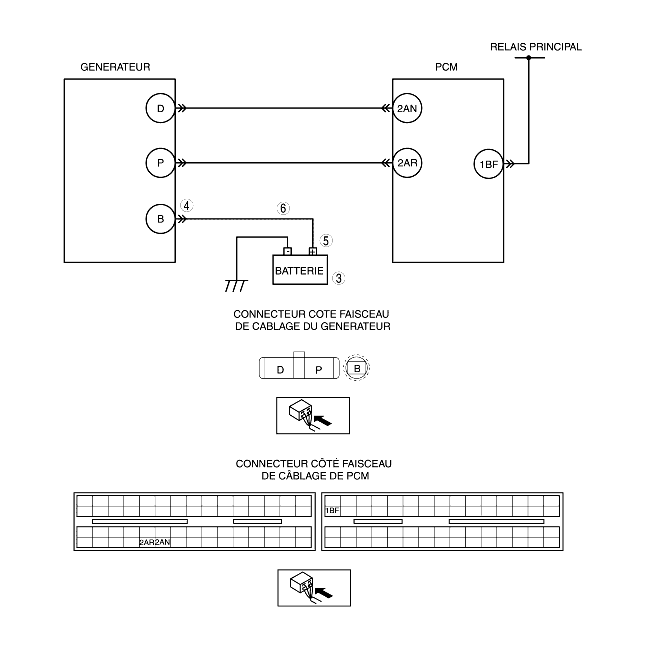 RELAIS PRINCIPAL
GENERATEUR
PCM
D
2AN
P
2AR
1BF
B
4
6
5
- +
BATTERIE
3
CONNECTEUR COTE FAISCEAU
DE CABLAGE DU GENERATEUR
D P B
CONNECTEUR CÔTÉ FAISCEAU
DE CÂBLAGE DE PCM
1BF
2AR2AN